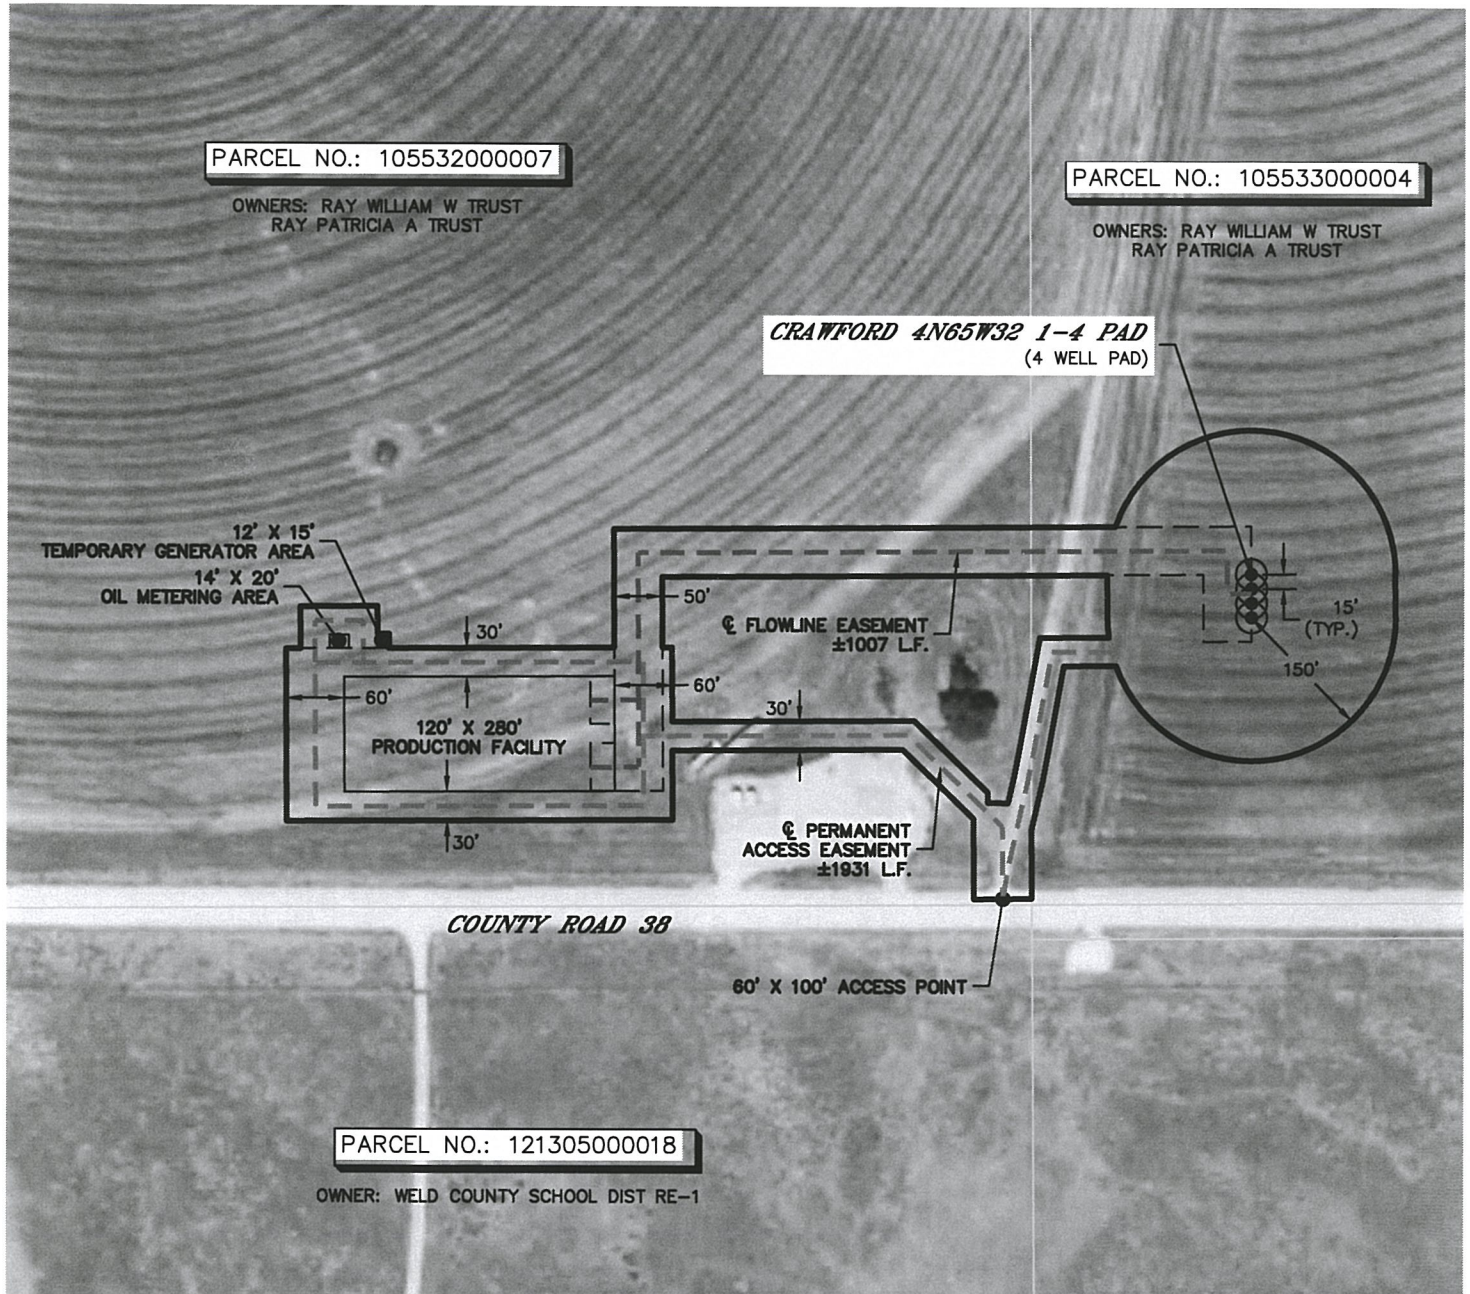 PARCEL NO.: 105532000007
OWNERS: RAY WILLIAM W TRUST
RAY PATRICIA A TRUST
PARCEL NO.: 105533000004
OWNERS: RAY WILLIAM W TRUST
RAY PATRICIA A TRUST
CRAWFORD 4N65W32 1-4 PAD
(4 WELL PAD)
12' X 15'
TEMPORARY GENERATOR AREA
14' X 20'
OIL METERING AREA
30'
50'
℄ FLOWLINE EASEMENT
±1007 L.F.
15'
(TYP.)
150'
60'
60'
120' X 280'
PRODUCTION FACILITY
30'
30'
℄ PERMANENT
ACCESS EASEMENT
±1931 L.F.
COUNTY ROAD 38
60' X 100' ACCESS POINT
PARCEL NO.: 121305000018
OWNER: WELD COUNTY SCHOOL DIST RE-1